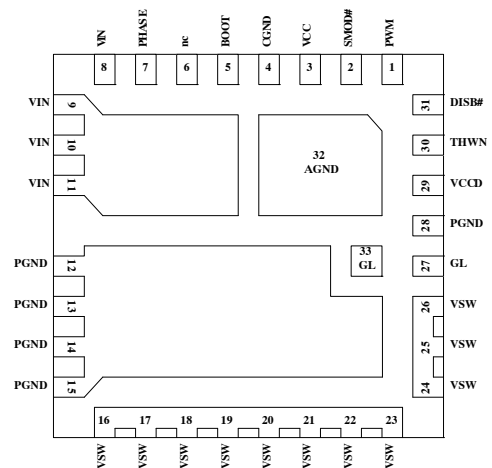 VIN PHASE nc BOOT CGND VCC SMOD# PWM
8 7 6 5 4 3 2 1
VIN 9
VIN 10
VIN 11
PGND 12
PGND 13
PGND 14
PGND 15
32
AGND
33
GL
31 DISB#
30 THWN
29 VCCD
28 PGND
27 GL
26 VSW
25 VSW
24 VSW
16 17 18 19 20 21 22 23
VSW VSW VSW VSW VSW VSW VSW VSW